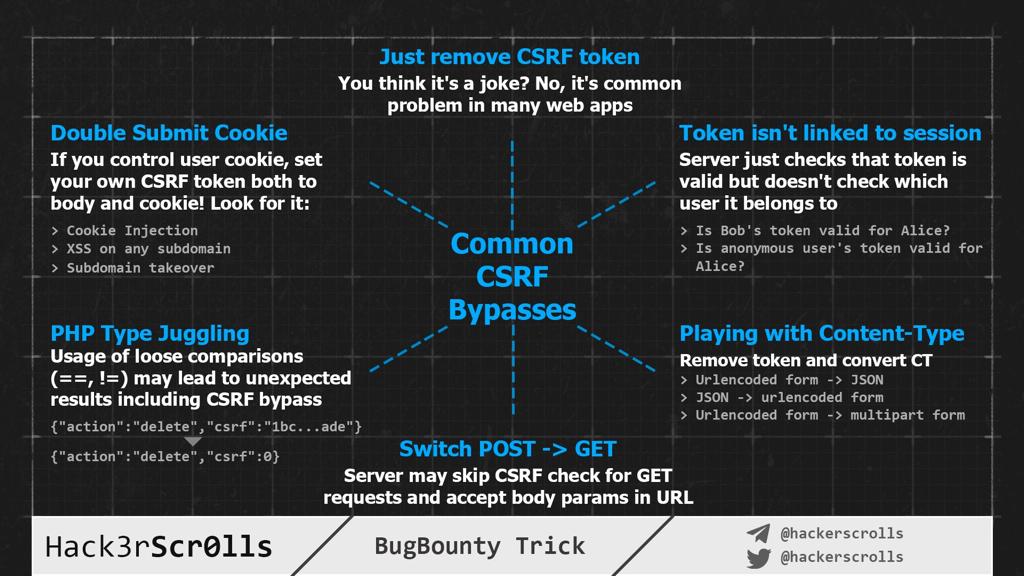 Just remove CSRF token
You think it's a joke? No, it's common
problem in many web apps
Double Submit Cookie
If you control user cookie, set
your own CSRF token both to
body and cookie! Look for it:
> Cookie Injection
> XSS on any subdomain
> Subdomain takeover
Token isn't linked to session
Server just checks that token is
valid but doesn't check which
user it belongs to
> Is Bob's token valid for Alice?
> Is anonymous user's token valid for
Alice?
Common
CSRF
Bypasses
PHP Type Juggling
Usage of loose comparisons
(==, !=) may lead to unexpected
results including CSRF bypass
{"action":"delete","csrf":"1bc...ade"}
{"action":"delete","csrf":0}
Playing with Content-Type
Remove token and convert CT
> Urlencoded form -> JSON
> JSON -> urlencoded form
> Urlencoded form -> multipart form
Switch POST -> GET
Server may skip CSRF check for GET
requests and accept body params in URL
Hack3rScr0lls
BugBounty Trick
@hackerscrolls
@hackerscrolls